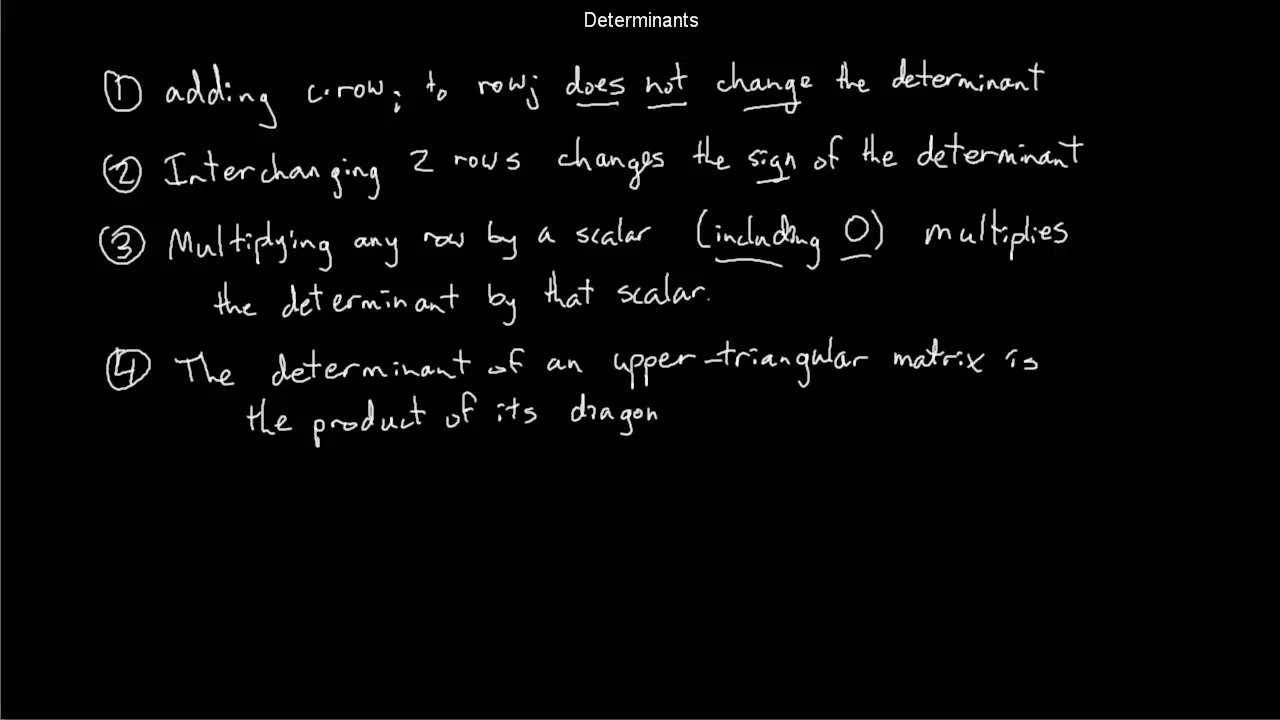 Determinants
① adding c·rowᵢ to rowⱼ does not change the determinant
② Interchanging 2 rows changes the sign of the determinant
③ Multiplying any row by a scalar (including 0) multiplies
the determinant by that scalar.
④ The determinant of an upper-triangular matrix is
the product of its dragon